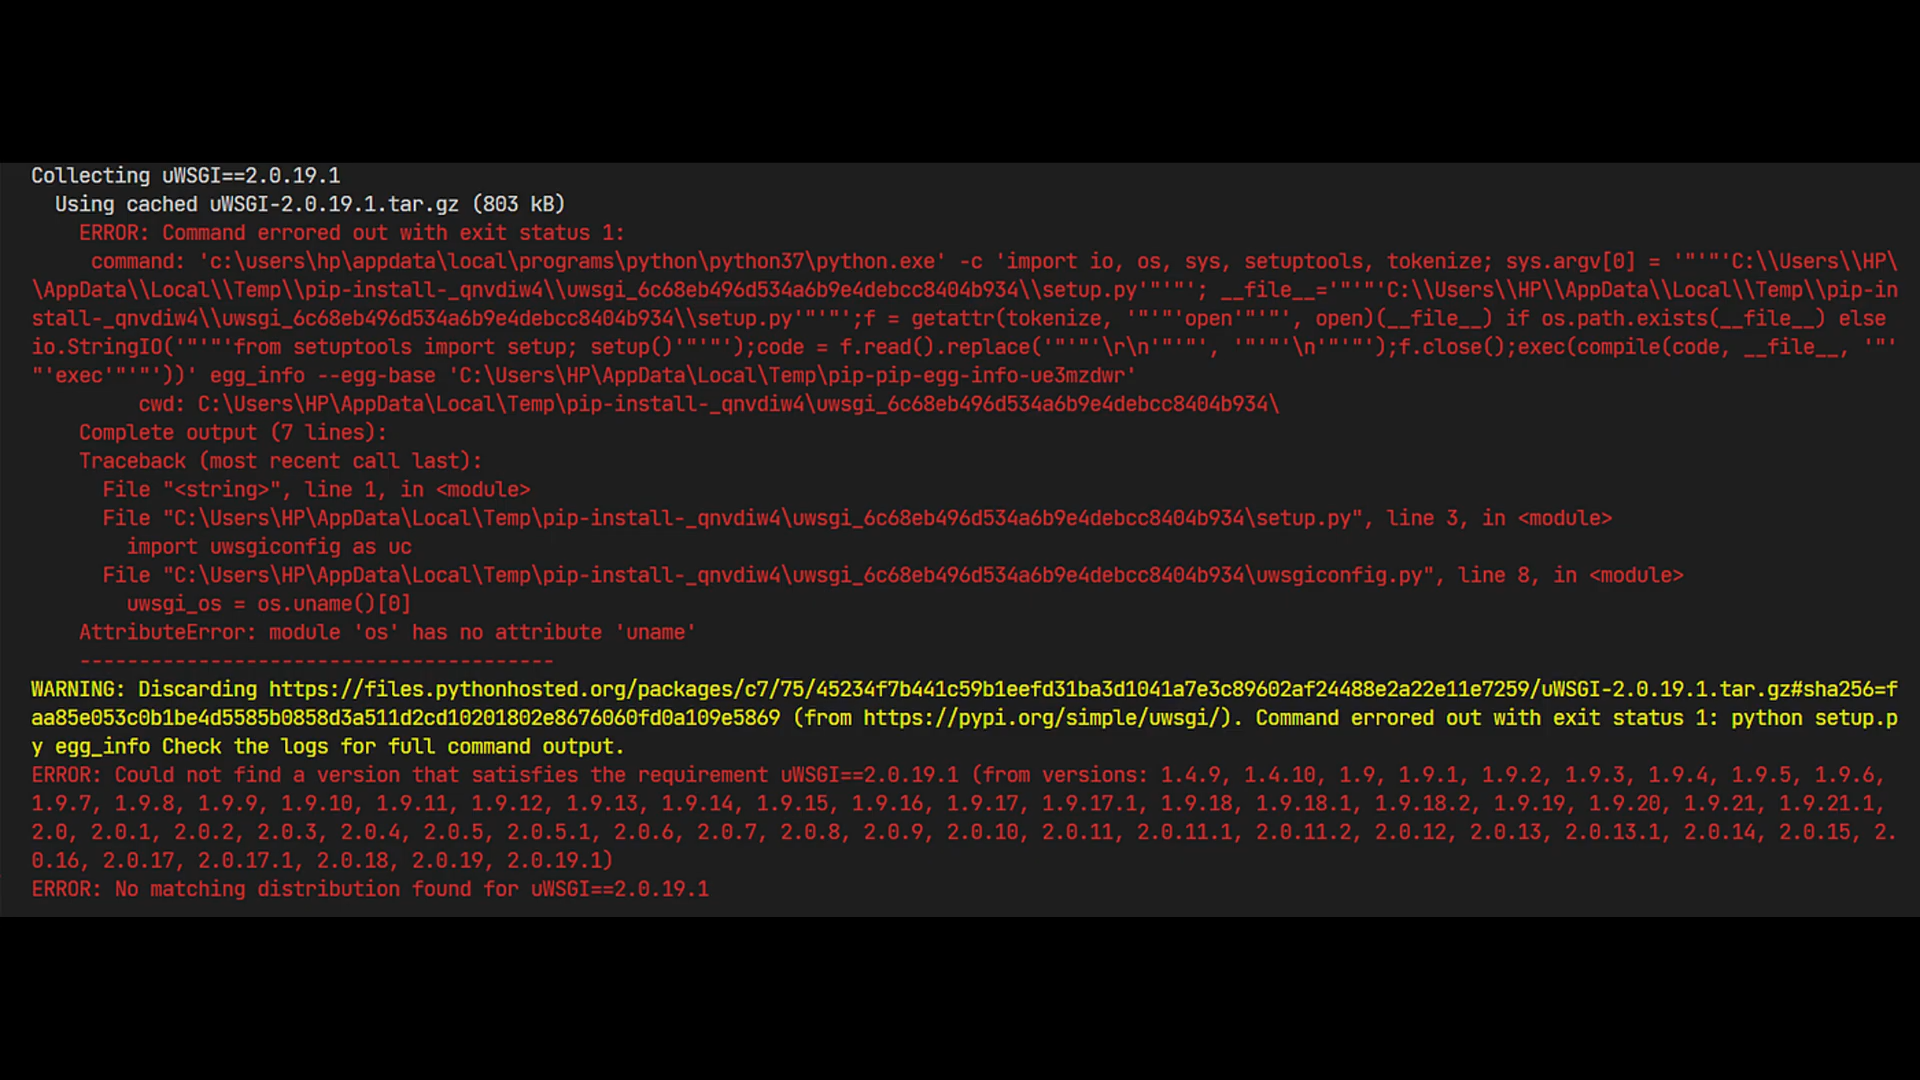 Collecting uWSGI==2.0.19.1
Using cached uWSGI-2.0.19.1.tar.gz (803 kB)
ERROR: Command errored out with exit status 1:
command: 'c:\users\hp\appdata\local\programs\python\python37\python.exe' -c 'import io, os, sys, setuptools, tokenize; sys.argv[0] = '"'"'C:\\Users\\HP\
\AppData\\Local\\Temp\\pip-install-_qnvdiw4\\uwsgi_6c68eb496d534a6b9e4debcc8404b934\\setup.py'"'"'; __file__='"'"'C:\\Users\\HP\\AppData\\Local\\Temp\\pip-in
stall-_qnvdiw4\\uwsgi_6c68eb496d534a6b9e4debcc8404b934\\setup.py'"'"';f = getattr(tokenize, '"'"'open'"'"', open)(__file__) if os.path.exists(__file__) else
io.StringIO('"'"'from setuptools import setup; setup()'"'"');code = f.read().replace('"'"'\r\n'"'"', '"'"'\n'"'"');f.close();exec(compile(code, __file__, '"'
"'exec'"'"'))' egg_info --egg-base 'C:\Users\HP\AppData\Local\Temp\pip-pip-egg-info-ue3mzdwr'
cwd: C:\Users\HP\AppData\Local\Temp\pip-install-_qnvdiw4\uwsgi_6c68eb496d534a6b9e4debcc8404b934\
Complete output (7 lines):
Traceback (most recent call last):
File "<string>", line 1, in <module>
File "C:\Users\HP\AppData\Local\Temp\pip-install-_qnvdiw4\uwsgi_6c68eb496d534a6b9e4debcc8404b934\setup.py", line 3, in <module>
import uwsgiconfig as uc
File "C:\Users\HP\AppData\Local\Temp\pip-install-_qnvdiw4\uwsgi_6c68eb496d534a6b9e4debcc8404b934\uwsgiconfig.py", line 8, in <module>
uwsgi_os = os.uname()[0]
AttributeError: module 'os' has no attribute 'uname'
----------------------------------------
WARNING: Discarding https://files.pythonhosted.org/packages/c7/75/45234f7b441c59b1eefd31ba3d1041a7e3c89602af24488e2a22e11e7259/uWSGI-2.0.19.1.tar.gz#sha256=f
aa85e053c0b1be4d5585b0858d3a511d2cd10201802e8676060fd0a109e5869 (from https://pypi.org/simple/uwsgi/). Command errored out with exit status 1: python setup.p
y egg_info Check the logs for full command output.
ERROR: Could not find a version that satisfies the requirement uWSGI==2.0.19.1 (from versions: 1.4.9, 1.4.10, 1.9, 1.9.1, 1.9.2, 1.9.3, 1.9.4, 1.9.5, 1.9.6,
1.9.7, 1.9.8, 1.9.9, 1.9.10, 1.9.11, 1.9.12, 1.9.13, 1.9.14, 1.9.15, 1.9.16, 1.9.17, 1.9.17.1, 1.9.18, 1.9.18.1, 1.9.18.2, 1.9.19, 1.9.20, 1.9.21, 1.9.21.1,
2.0, 2.0.1, 2.0.2, 2.0.3, 2.0.4, 2.0.5, 2.0.5.1, 2.0.6, 2.0.7, 2.0.8, 2.0.9, 2.0.10, 2.0.11, 2.0.11.1, 2.0.11.2, 2.0.12, 2.0.13, 2.0.13.1, 2.0.14, 2.0.15, 2.
0.16, 2.0.17, 2.0.17.1, 2.0.18, 2.0.19, 2.0.19.1)
ERROR: No matching distribution found for uWSGI==2.0.19.1